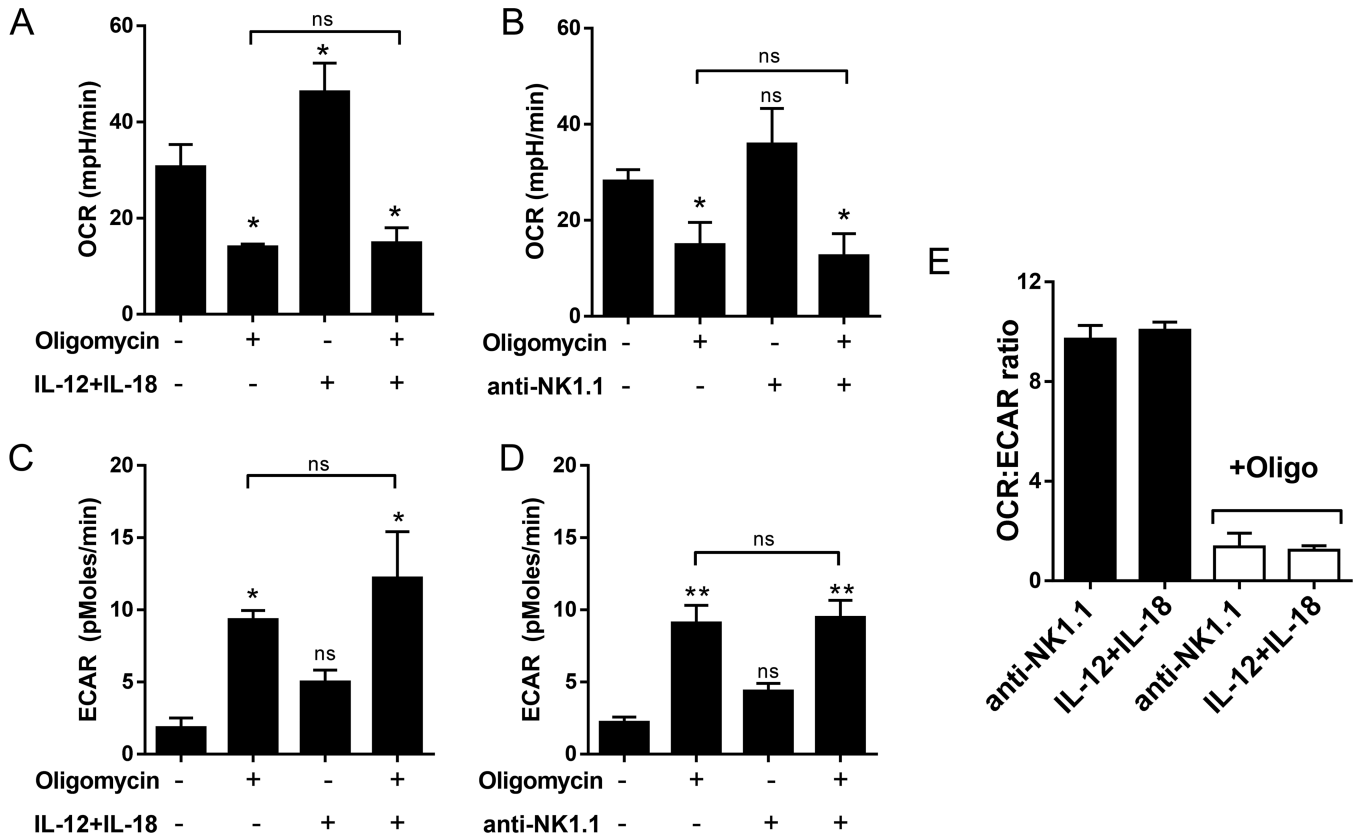 A
OCR (mpH/min)
60
40
20
0
ns
*
*
*
Oligomycin - + - +
IL-12+IL-18 - - + +
B
OCR (mpH/min)
60
40
20
0
ns
ns
*
*
Oligomycin - + - +
anti-NK1.1 - - + +
C
ECAR (pMoles/min)
20
15
10
5
0
ns
*
*
ns
Oligomycin - + - +
IL-12+IL-18 - - + +
D
ECAR (pMoles/min)
20
15
10
5
0
ns
**
**
ns
Oligomycin - + - +
anti-NK1.1 - - + +
E
OCR:ECAR ratio
12
8
4
0
+Oligo
anti-NK1.1
IL-12+IL-18
anti-NK1.1
IL-12+IL-18